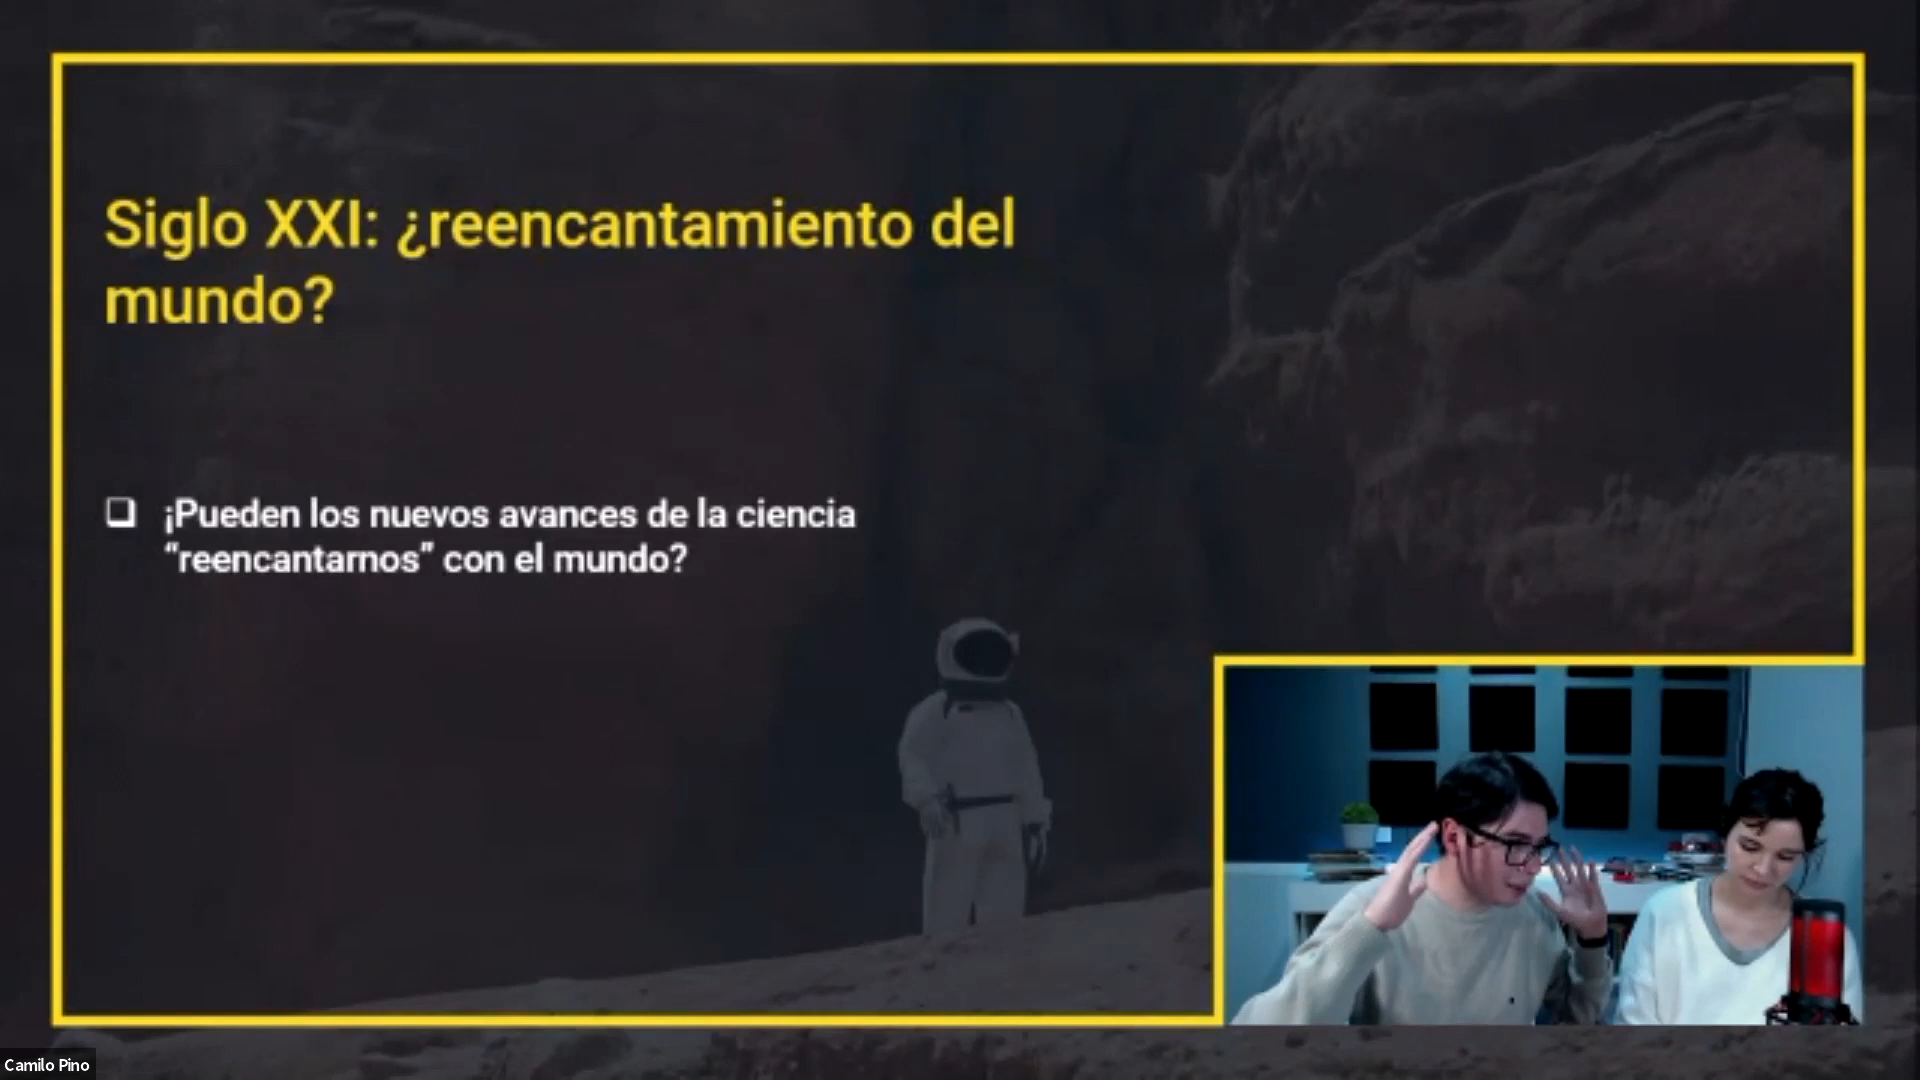 Siglo XXI: ¿reencantamiento del
mundo?
¡Pueden los nuevos avances de la ciencia
“reencantarnos” con el mundo?
Camilo Pino